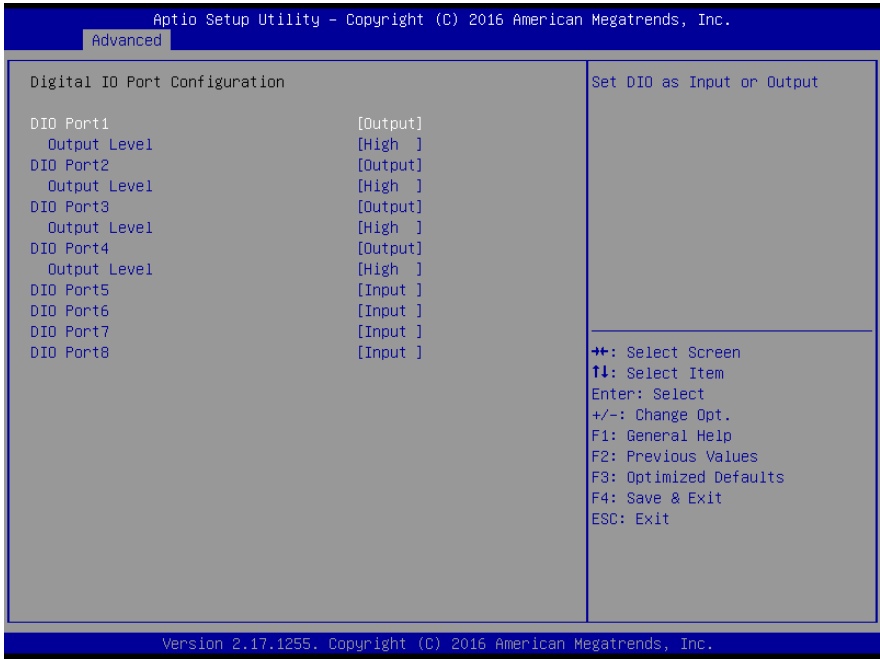 Aptio Setup Utility – Copyright (C) 2016 American Megatrends, Inc.
Advanced
Digital IO Port Configuration
DIO Port1 [Output]
Output Level [High ]
DIO Port2 [Output]
Output Level [High ]
DIO Port3 [Output]
Output Level [High ]
DIO Port4 [Output]
Output Level [High ]
DIO Port5 [Input ]
DIO Port6 [Input ]
DIO Port7 [Input ]
DIO Port8 [Input ]
Set DIO as Input or Output
→←: Select Screen
↑↓: Select Item
Enter: Select
+/-: Change Opt.
F1: General Help
F2: Previous Values
F3: Optimized Defaults
F4: Save & Exit
ESC: Exit
Version 2.17.1255. Copyright (C) 2016 American Megatrends, Inc.